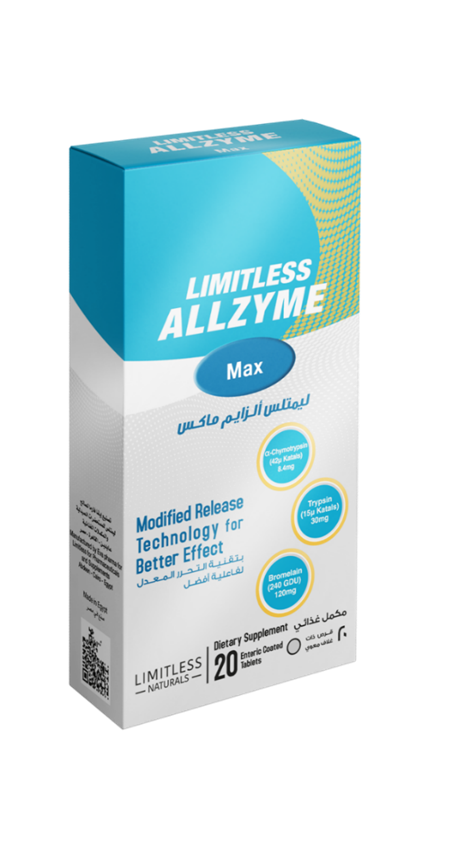 LIMITLESS
ALLZYME
Max
LIMITLESS
ALLZYME
Max
ليمتلس ألزايم ماكس
α-Chymotrypsin
(42µ Katals)
8.4mg
Trypsin
(15µ Katals)
30mg
Bromelain
(240 GDU)
120mg
Modified Release
Technology for
Better Effect
بتقنية التحرر المعدل
لفاعلية أفضل
Made in Egypt
LIMITLESS
NATURALS
Dietary Supplement مكمل غذائي
20 Enteric Coated
Tablets
٢٠ قرص ذات
غلاف معوي